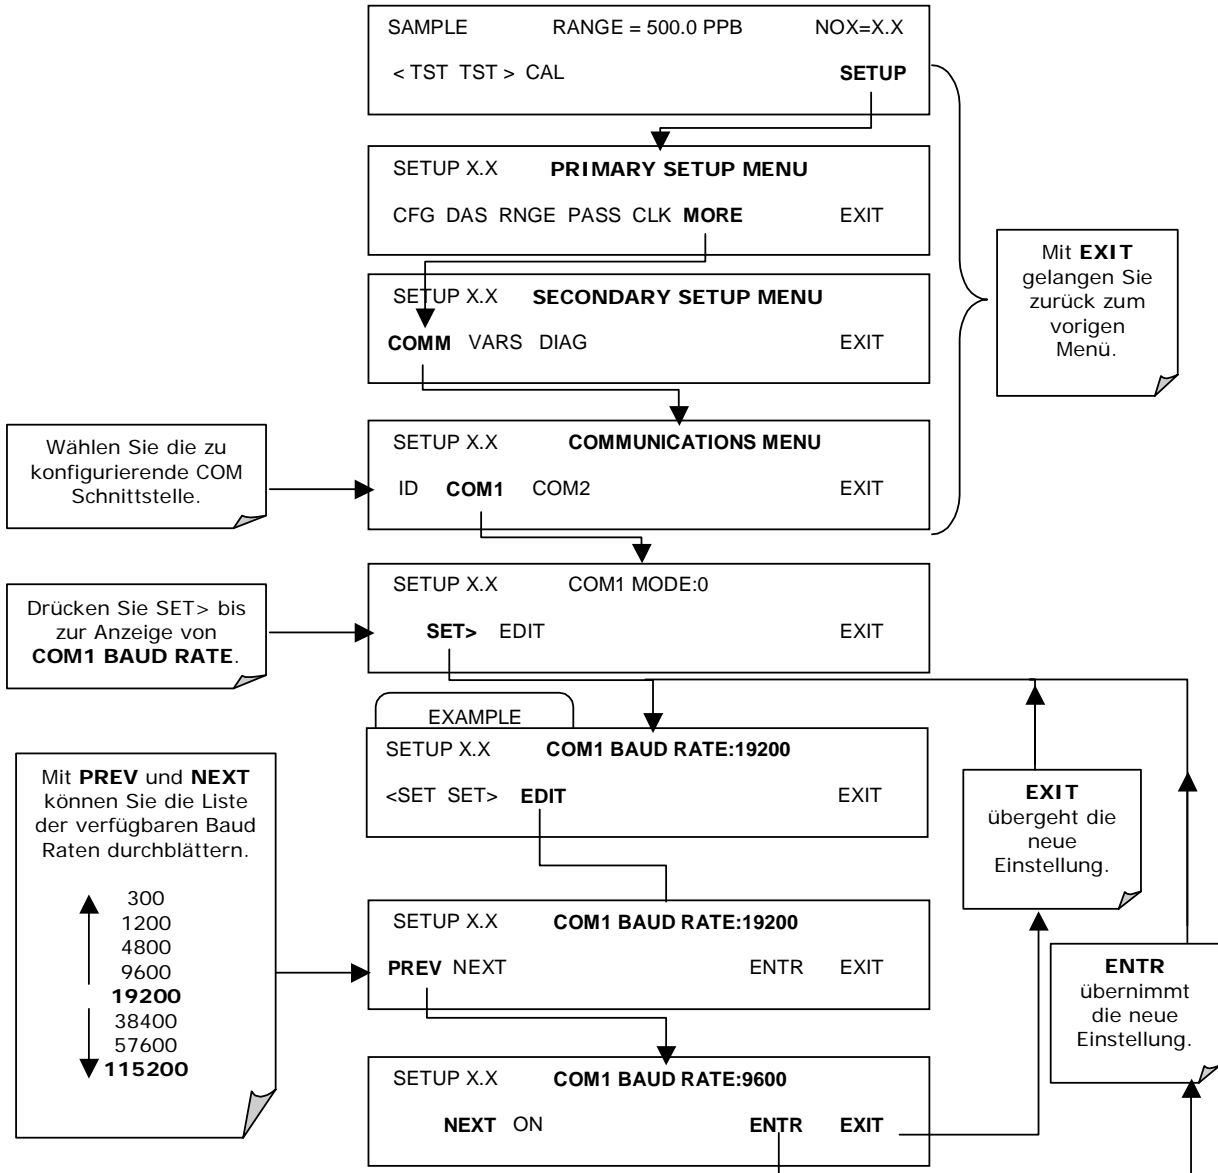 SAMPLE RANGE = 500.0 PPB NOX=X.X
< TST TST > CAL SETUP
SETUP X.X PRIMARY SETUP MENU
CFG DAS RNGE PASS CLK MORE EXIT
Mit EXIT
gelangen Sie
zurück zum
vorigen
Menü.
SETUP X.X SECONDARY SETUP MENU
COMM VARS DIAG EXIT
Wählen Sie die zu
konfigurierende COM
Schnittstelle.
SETUP X.X COMMUNICATIONS MENU
ID COM1 COM2 EXIT
Drücken Sie SET> bis
zur Anzeige von
COM1 BAUD RATE.
SETUP X.X COM1 MODE:0
SET> EDIT EXIT
EXAMPLE
SETUP X.X COM1 BAUD RATE:19200
<SET SET> EDIT EXIT
Mit PREV und NEXT
können Sie die Liste
der verfügbaren Baud
Raten durchblättern.
300
1200
4800
9600
19200
38400
57600
115200
EXIT
übergeht die
neue
Einstellung.
SETUP X.X COM1 BAUD RATE:19200
PREV NEXT ENTR EXIT
ENTR
übernimmt
die neue
Einstellung.
SETUP X.X COM1 BAUD RATE:9600
NEXT ON ENTR EXIT